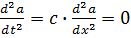 d²a/dt² = c · d²a/dx² = 0